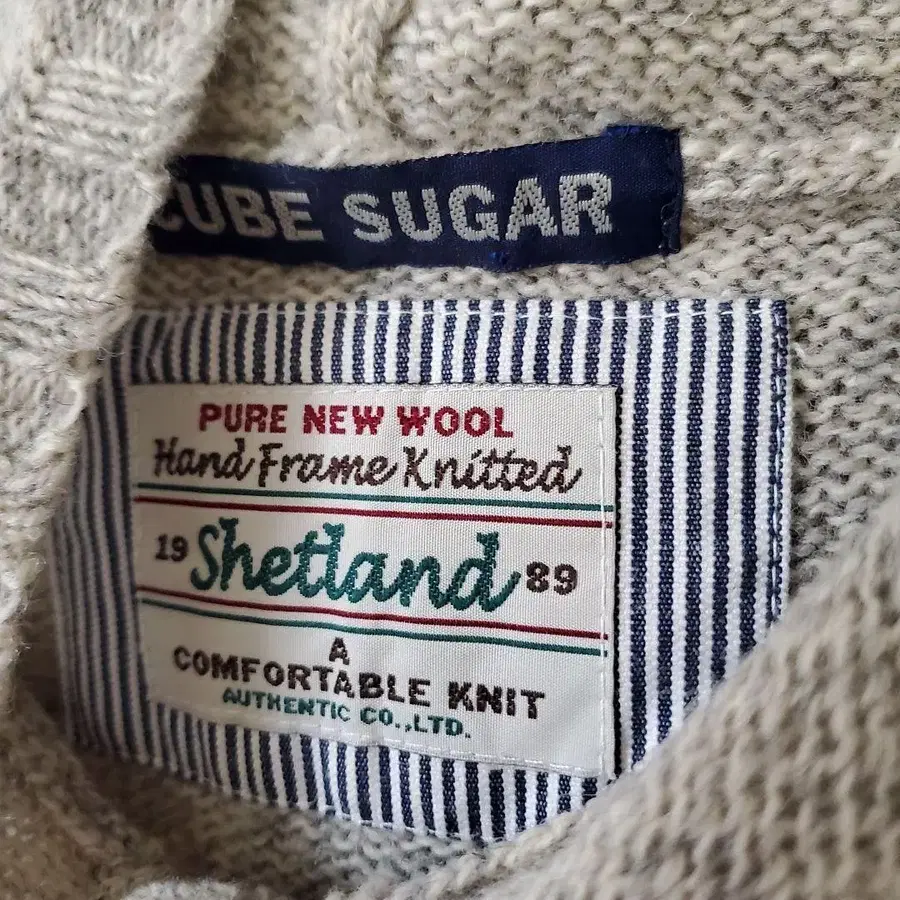 CUBE SUGAR
PURE NEW WOOL
Hand Frame Knitted
19 Shetland 89
A
COMFORTABLE KNIT
AUTHENTIC CO.,LTD.